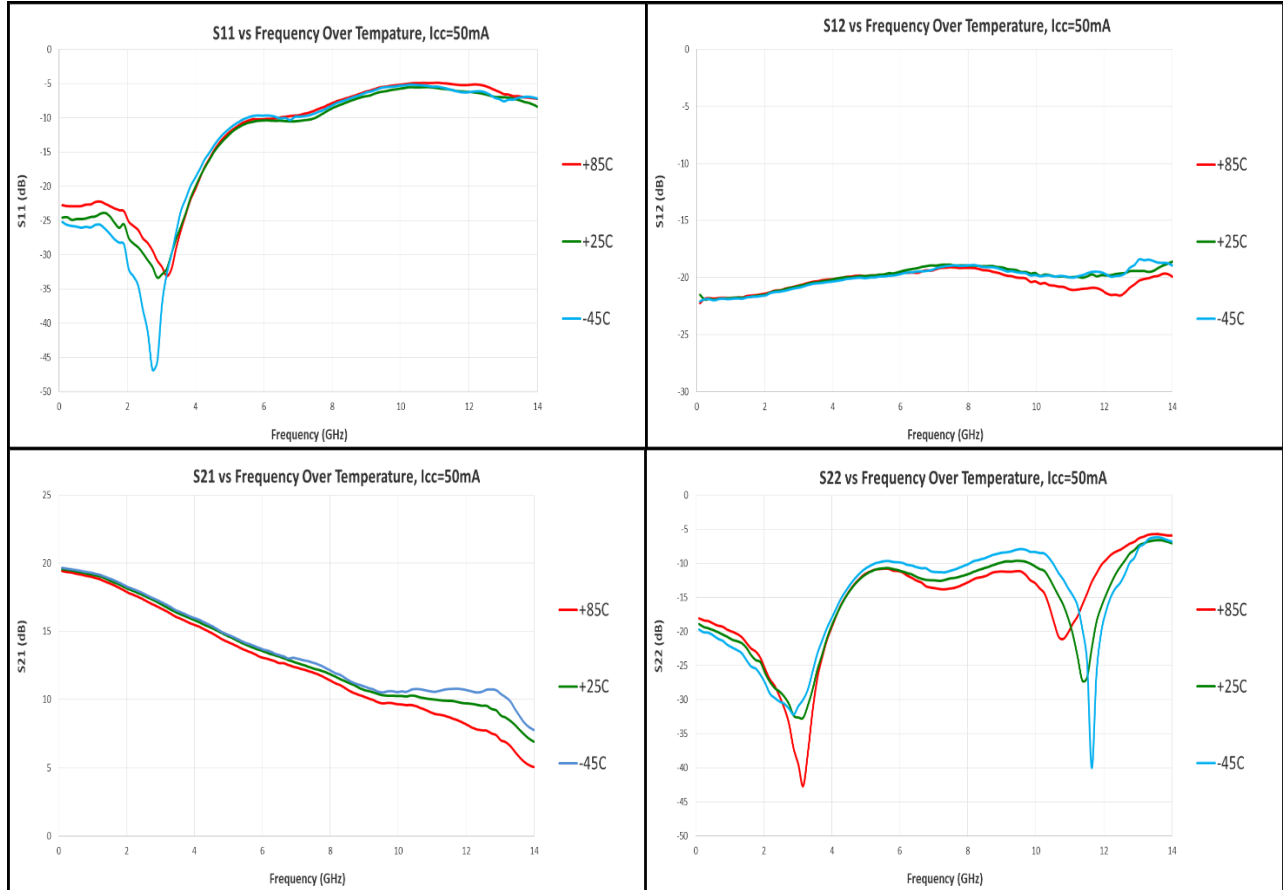 S11 vs Frequency Over Tempature, Icc=50mA
0
-5
-10
-15
-20
-25
-30
-35
-40
-45
-50
S11 (dB)
0 2 4 6 8 10 12 14
Frequency (GHz)
+85C
+25C
-45C
S12 vs Frequency Over Temperature, Icc=50mA
0
-5
-10
-15
-20
-25
-30
S12 (dB)
0 2 4 6 8 10 12 14
Frequency (GHz)
+85C
+25C
-45C
S21 vs Frequency Over Temperature, Icc=50mA
25
20
15
10
5
0
S21 (dB)
0 2 4 6 8 10 12 14
Frequency (GHz)
+85C
+25C
-45C
S22 vs Frequency Over Temperature, Icc=50mA
0
-5
-10
-15
-20
-25
-30
-35
-40
-45
-50
S22 (dB)
0 2 4 6 8 10 12 14
Frequency (GHz)
+85C
+25C
-45C